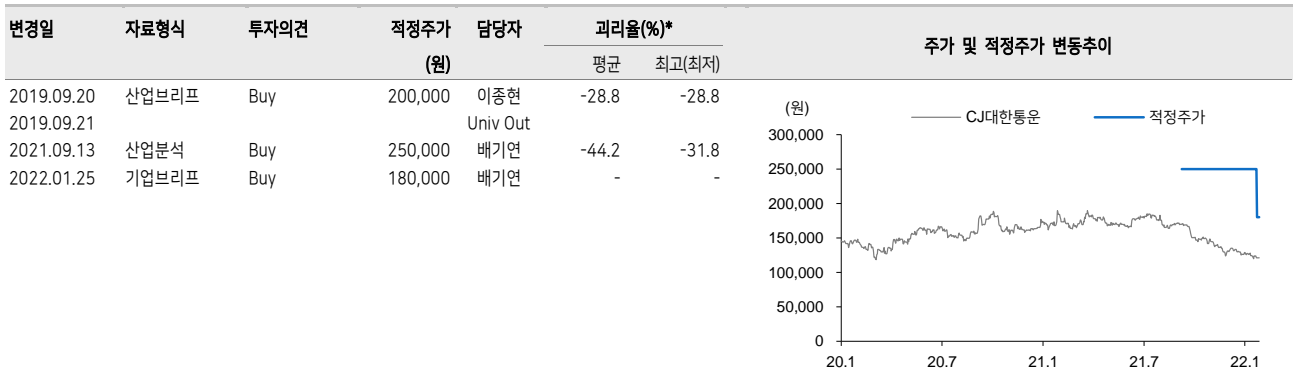 변경일 자료형식 투자의견 적정주가 담당자 괴리율(%)* 주가 및 적정주가 변동추이
(원) 평균 최고(최저)
2019.09.20 산업브리프 Buy 200,000 이종현 -28.8 -28.8
2019.09.21 Univ Out
2021.09.13 산업분석 Buy 250,000 배기연 -44.2 -31.8
2022.01.25 기업브리프 Buy 180,000 배기연 - -
(원) CJ대한통운 적정주가
300,000
250,000
200,000
150,000
100,000
50,000
0
20.1 20.7 21.1 21.7 22.1